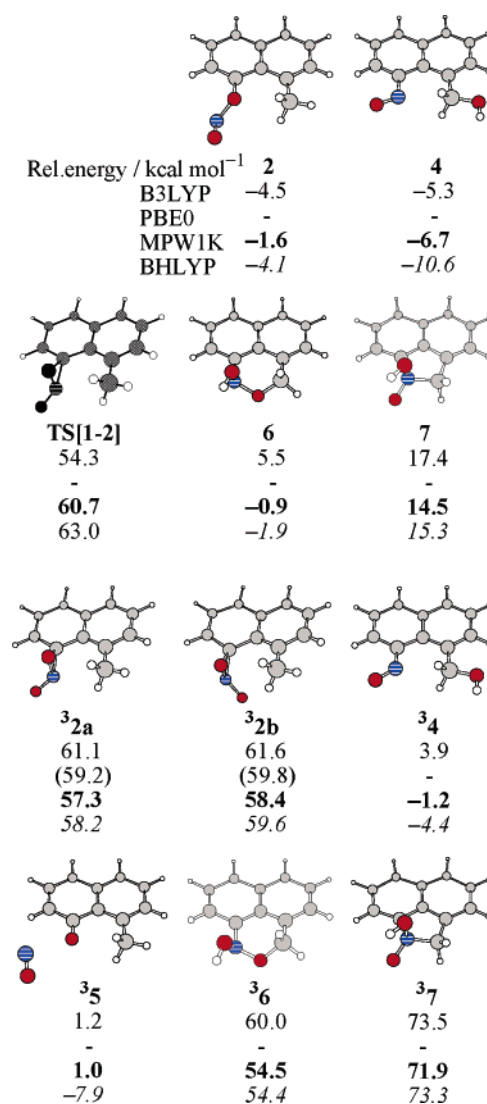 Rel.energy / kcal mol⁻¹ **2** **4**
B3LYP −4.5 −5.3
PBE0 - -
MPW1K **−1.6** **−6.7**
BHLYP *−4.1* *−10.6*
**TS[1-2]** **6** **7**
54.3 5.5 17.4
- - -
**60.7** **−0.9** **14.5**
63.0 *−1.9* *15.3*
**³2a** **³2b** **³4**
61.1 61.6 3.9
(59.2) (59.8) -
**57.3** **58.4** **−1.2**
*58.2* *59.6* *−4.4*
**³5** **³6** **³7**
1.2 60.0 73.5
- - -
**1.0** **54.5** **71.9**
*−7.9* *54.4* *73.3*